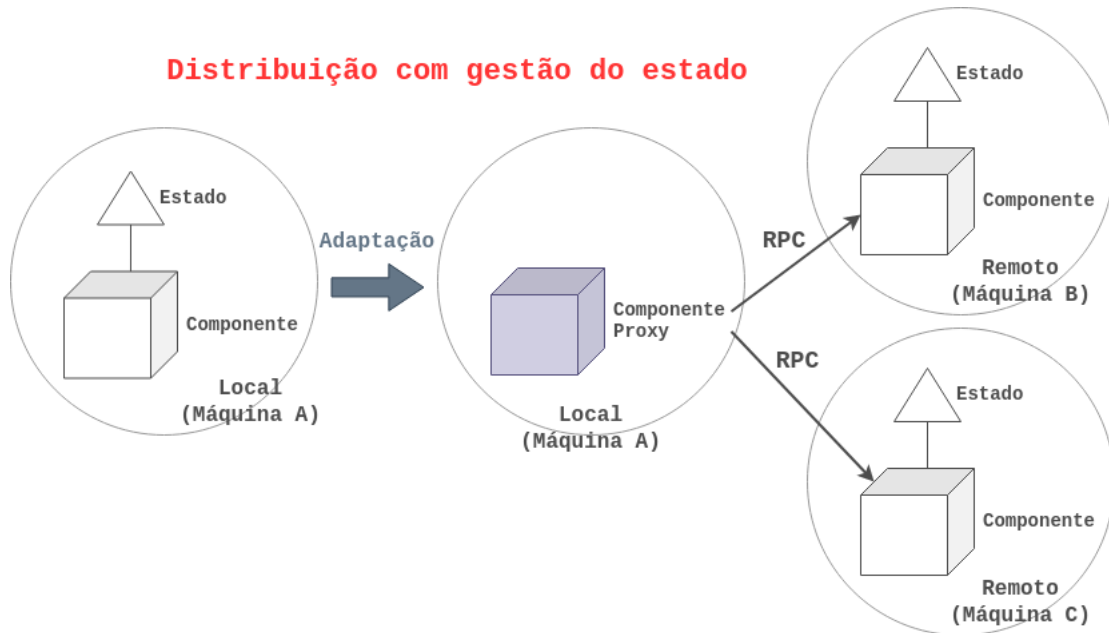 Distribuição com gestão do estado
Estado
Componente
Local
(Máquina A)
Adaptação
Componente
Proxy
Local
(Máquina A)
RPC
RPC
Estado
Componente
Remoto
(Máquina B)
Estado
Componente
Remoto
(Máquina C)